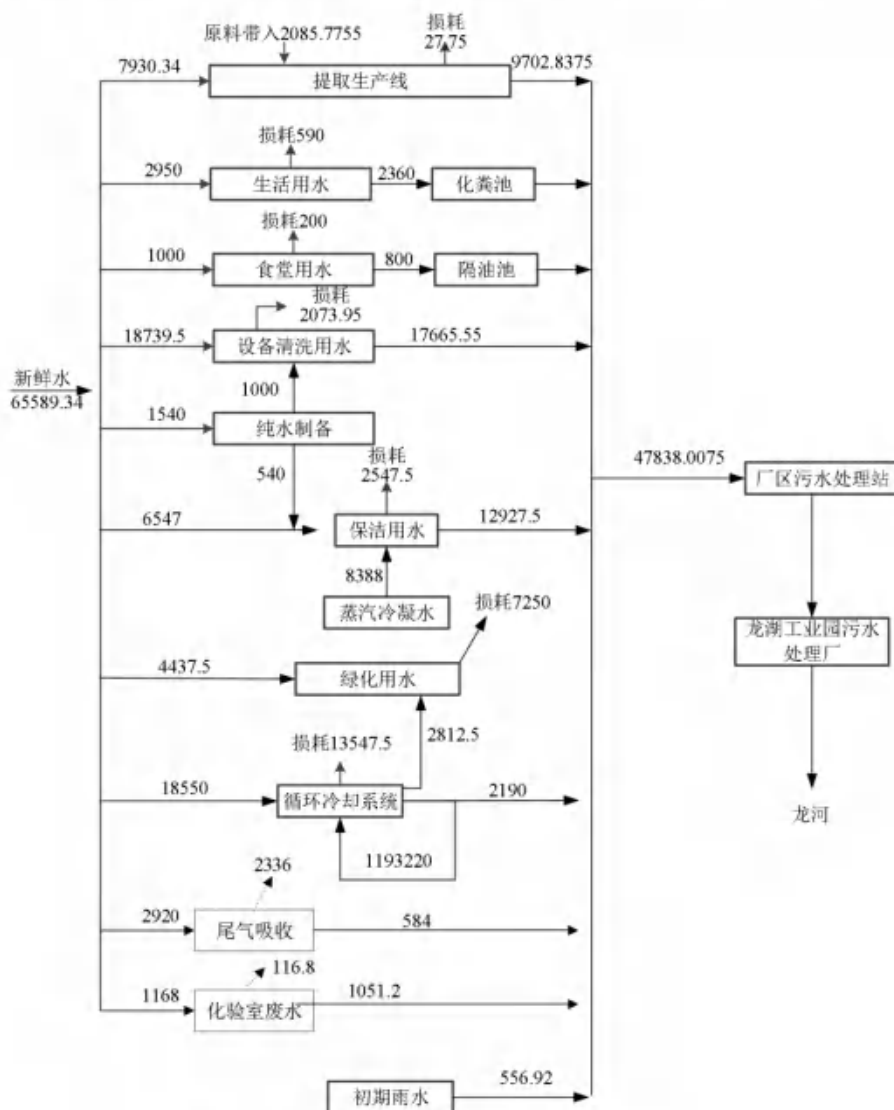 原料带入2085.7755
损耗
27.75
7930.34
提取生产线
9702.8375
损耗590
2950
生活用水
2360
化粪池
损耗200
1000
食堂用水
800
隔油池
损耗
2073.95
18739.5
设备清洗用水
17665.55
新鲜水
65589.34
1000
1540
纯水制备
540
损耗
2547.5
47838.0075
厂区污水处理站
6547
保洁用水
12927.5
8388
蒸汽冷凝水
损耗7250
龙湖工业园污水
处理厂
4437.5
绿化用水
2812.5
损耗13547.5
18550
循环冷却系统
2190
龙河
1193220
2336
2920
尾气吸收
584
116.8
1168
化验室废水
1051.2
初期雨水
556.92